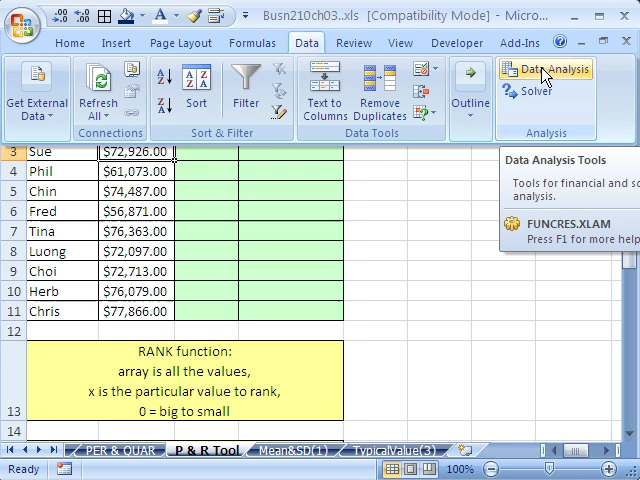 Busn210ch03..xls [Compatibility Mode] - Micro...
Home Insert Page Layout Formulas Data Review View Developer Add-Ins
Get External Data
Refresh All
Sort
Filter
Text to Columns
Remove Duplicates
Outline
Data Analysis
Solver
Connections Sort & Filter Data Tools Analysis
Data Analysis Tools
Tools for financial and sc
analysis.
FUNCRES.XLAM
Press F1 for more help
3 Sue $72,926.00
4 Phil $61,073.00
5 Chin $74,487.00
6 Fred $56,871.00
7 Tina $76,363.00
8 Luong $72,097.00
9 Choi $72,713.00
10 Herb $76,079.00
11 Chris $77,866.00
12
RANK function:
array is all the values,
x is the particular value to rank,
13 0 = big to small
14
PER & QUAR P & R Tool Mean&SD(1) TypicalValue(3)
Ready 100%